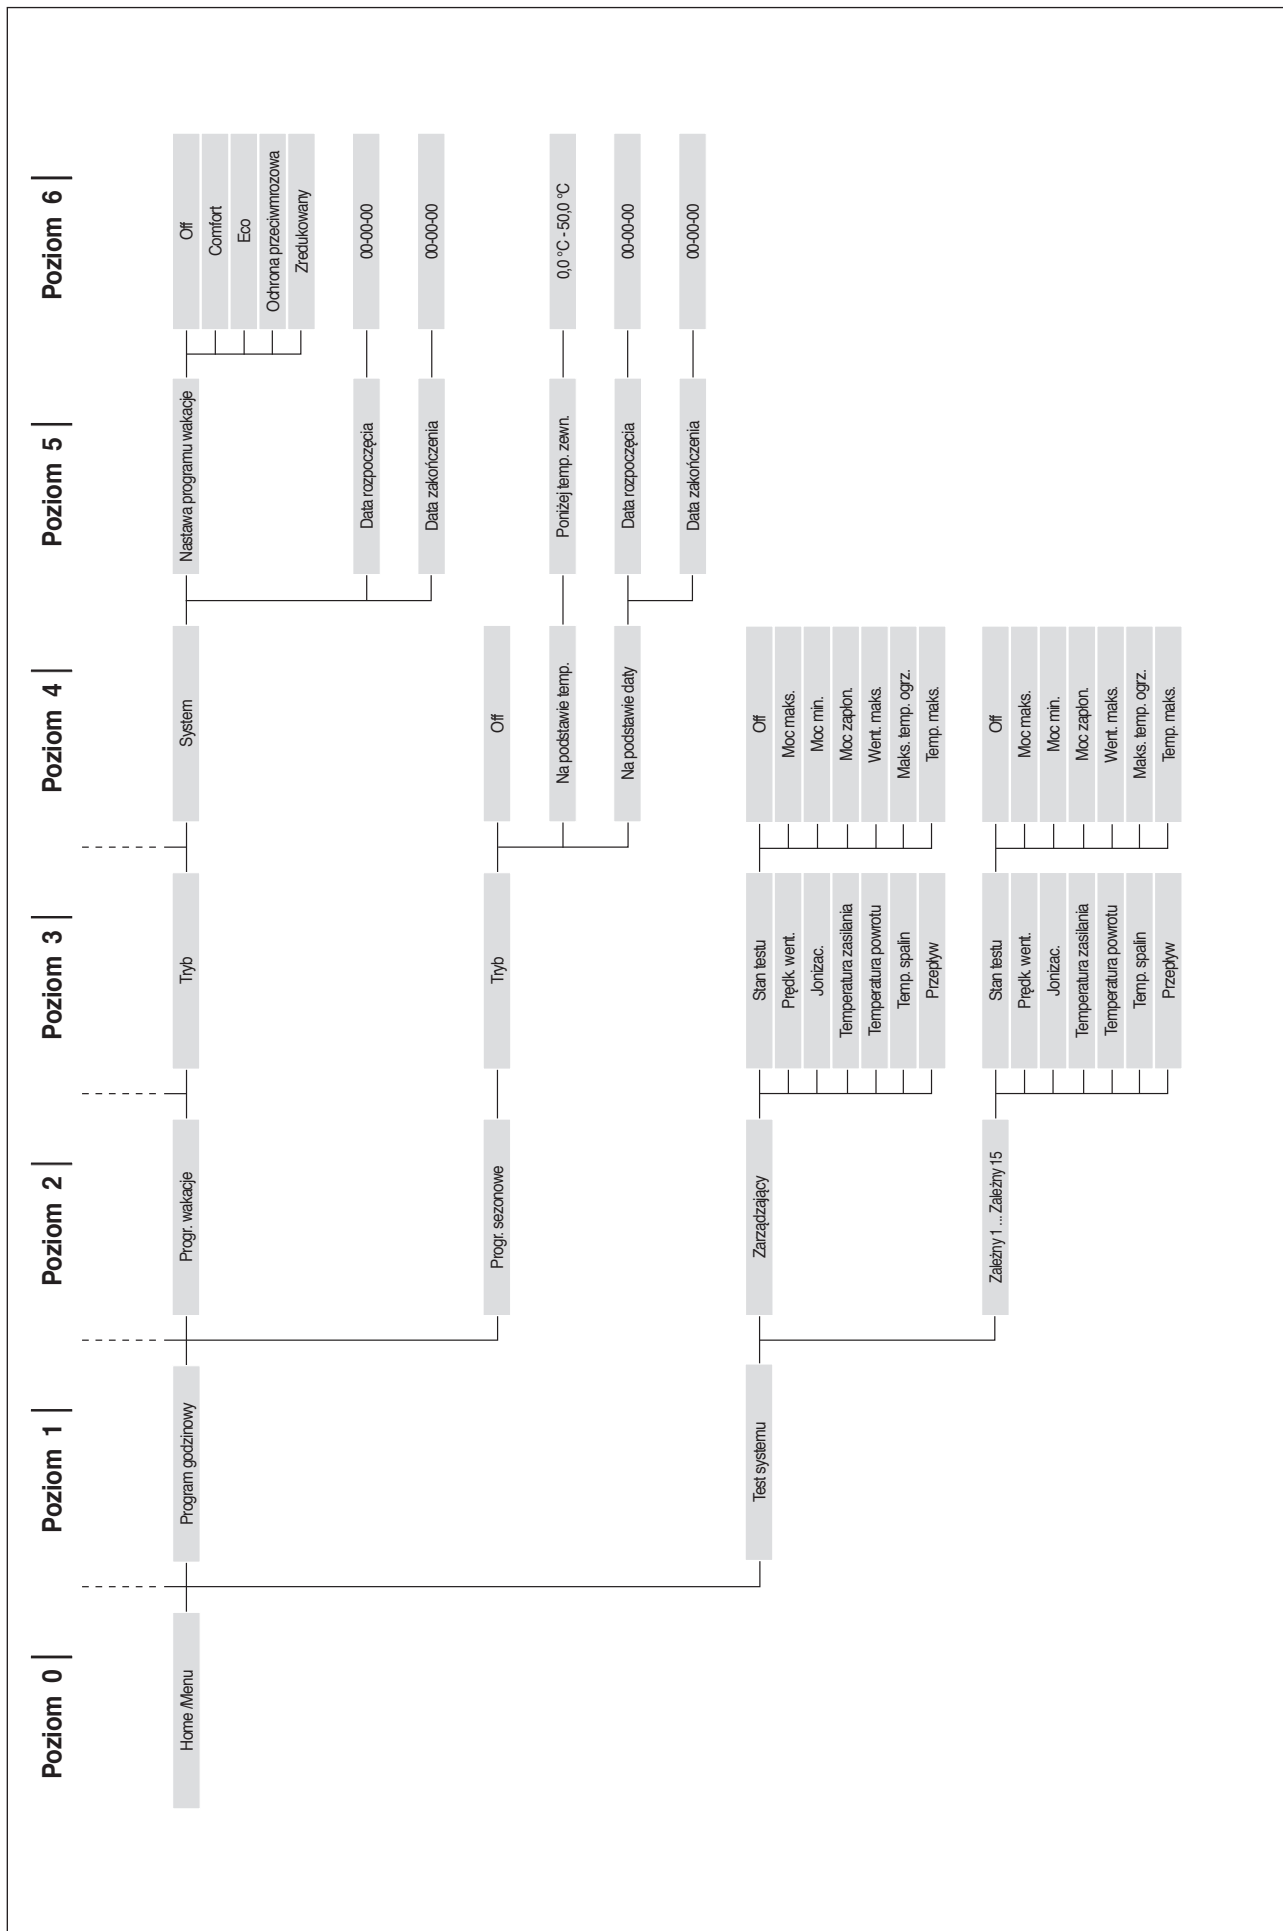 Poziom 0
Poziom 1
Poziom 2
Poziom 3
Poziom 4
Poziom 5
Poziom 6
Home /Menu
Program godzinowy
Progr. wakacje
Tryb
System
Nastawa programu wakacje
Off
Comfort
Eco
Ochrona przeciwmrozowa
Zredukowany
Data rozpoczęcia
00-00-00
Data zakończenia
00-00-00
Progr. sezonowe
Tryb
Off
Na podstawie temp.
Poniżej temp. zewn.
0,0 °C - 50,0 °C
Na podstawie daty
Data rozpoczęcia
00-00-00
Data zakończenia
00-00-00
Test systemu
Zarządzający
Stan testu
Off
Prędk. went.
Moc maks.
Jonizac.
Moc min.
Temperatura zasilania
Moc zapłon.
Temperatura powrotu
Went. maks.
Temp. spalin
Maks. temp. ogrz.
Przepływ
Temp. maks.
Zależny 1 ... Zależny 15
Stan testu
Off
Prędk. went.
Moc maks.
Jonizac.
Moc min.
Temperatura zasilania
Moc zapłon.
Temperatura powrotu
Went. maks.
Temp. spalin
Maks. temp. ogrz.
Przepływ
Temp. maks.